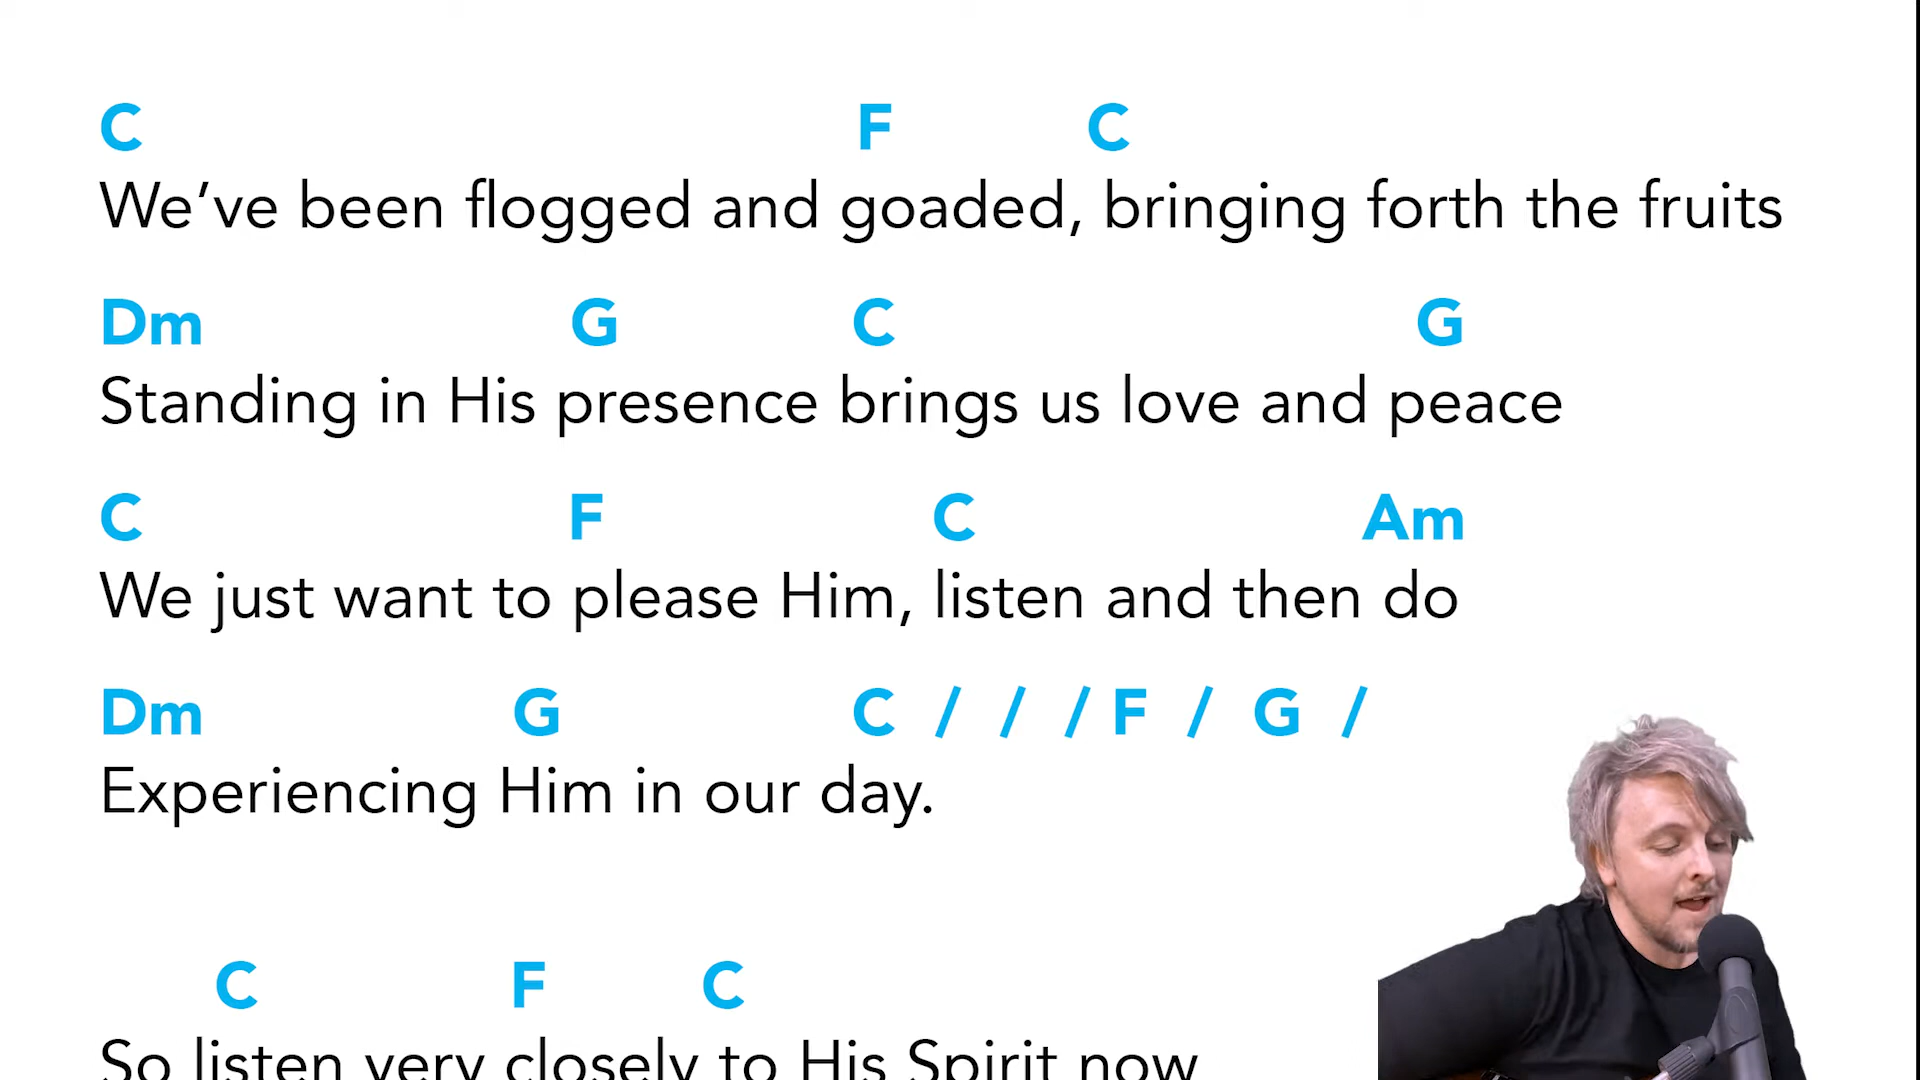 C F C
We’ve been flogged and goaded, bringing forth the fruits
Dm G C G
Standing in His presence brings us love and peace
C F C Am
We just want to please Him, listen and then do
Dm G C / / / F / G /
Experiencing Him in our day.
C F C
So listen very closely to His Spirit now